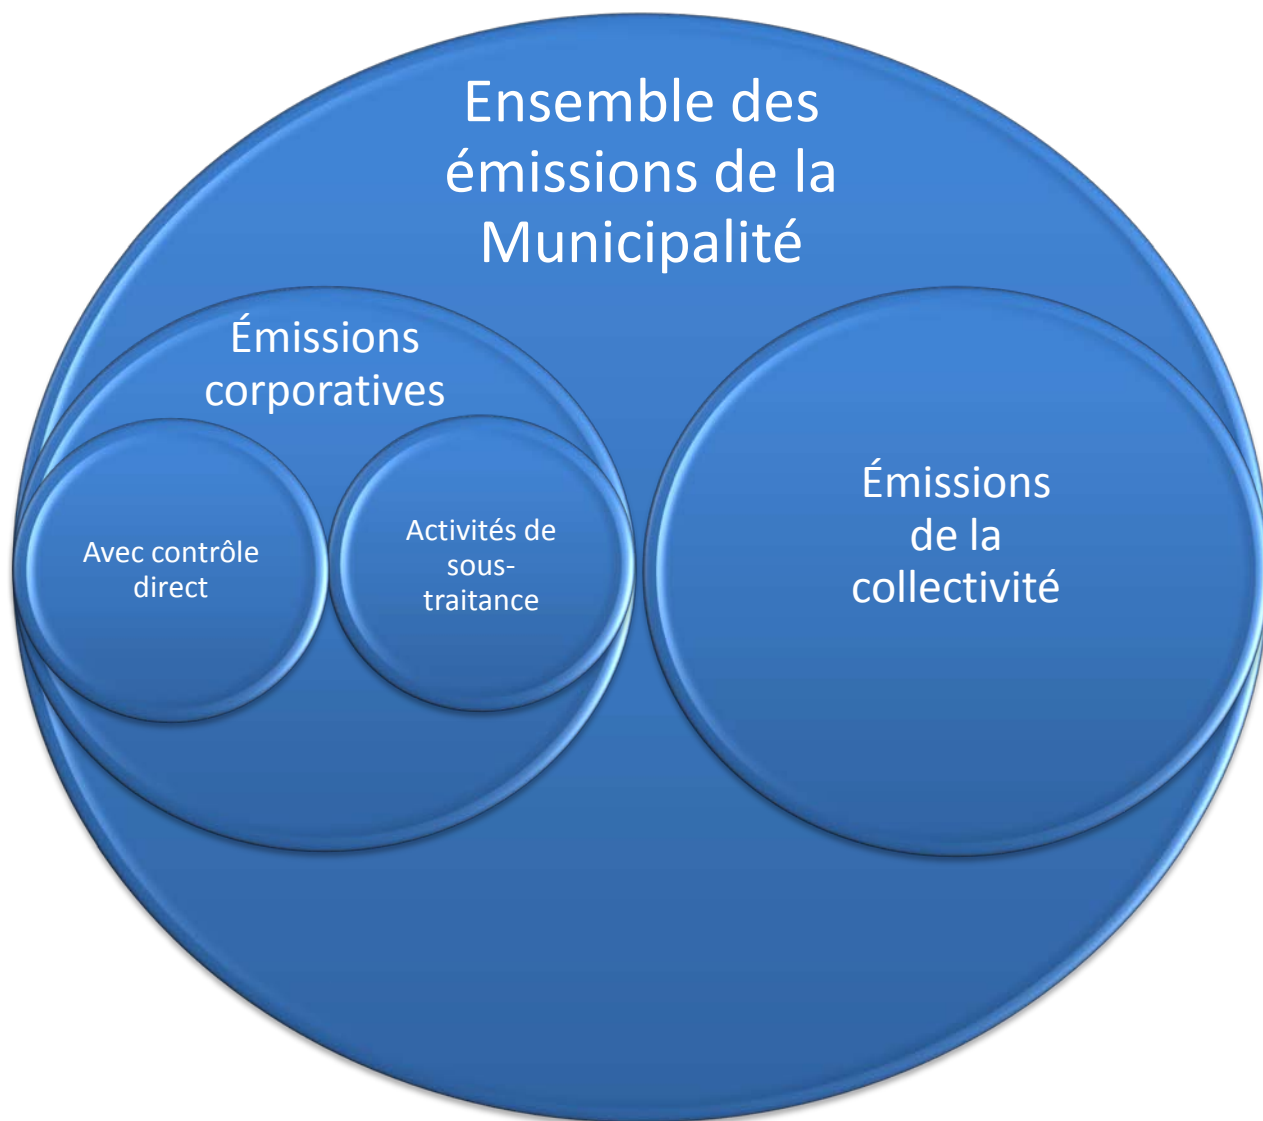 Ensemble des
émissions de la
Municipalité
Émissions
corporatives
Avec contrôle
direct
Activités de
sous-
traitance
Émissions
de la
collectivité